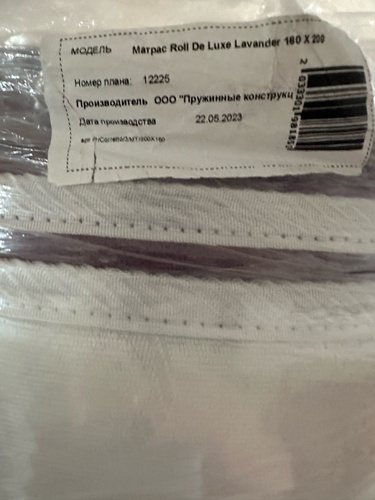 МОДЕЛЬ Матрас Roll De Luxe Lavander 160 X 200
Номер плана: 12225
Производитель ООО "Пружинные конструкц
Дата производства 22.05.2023